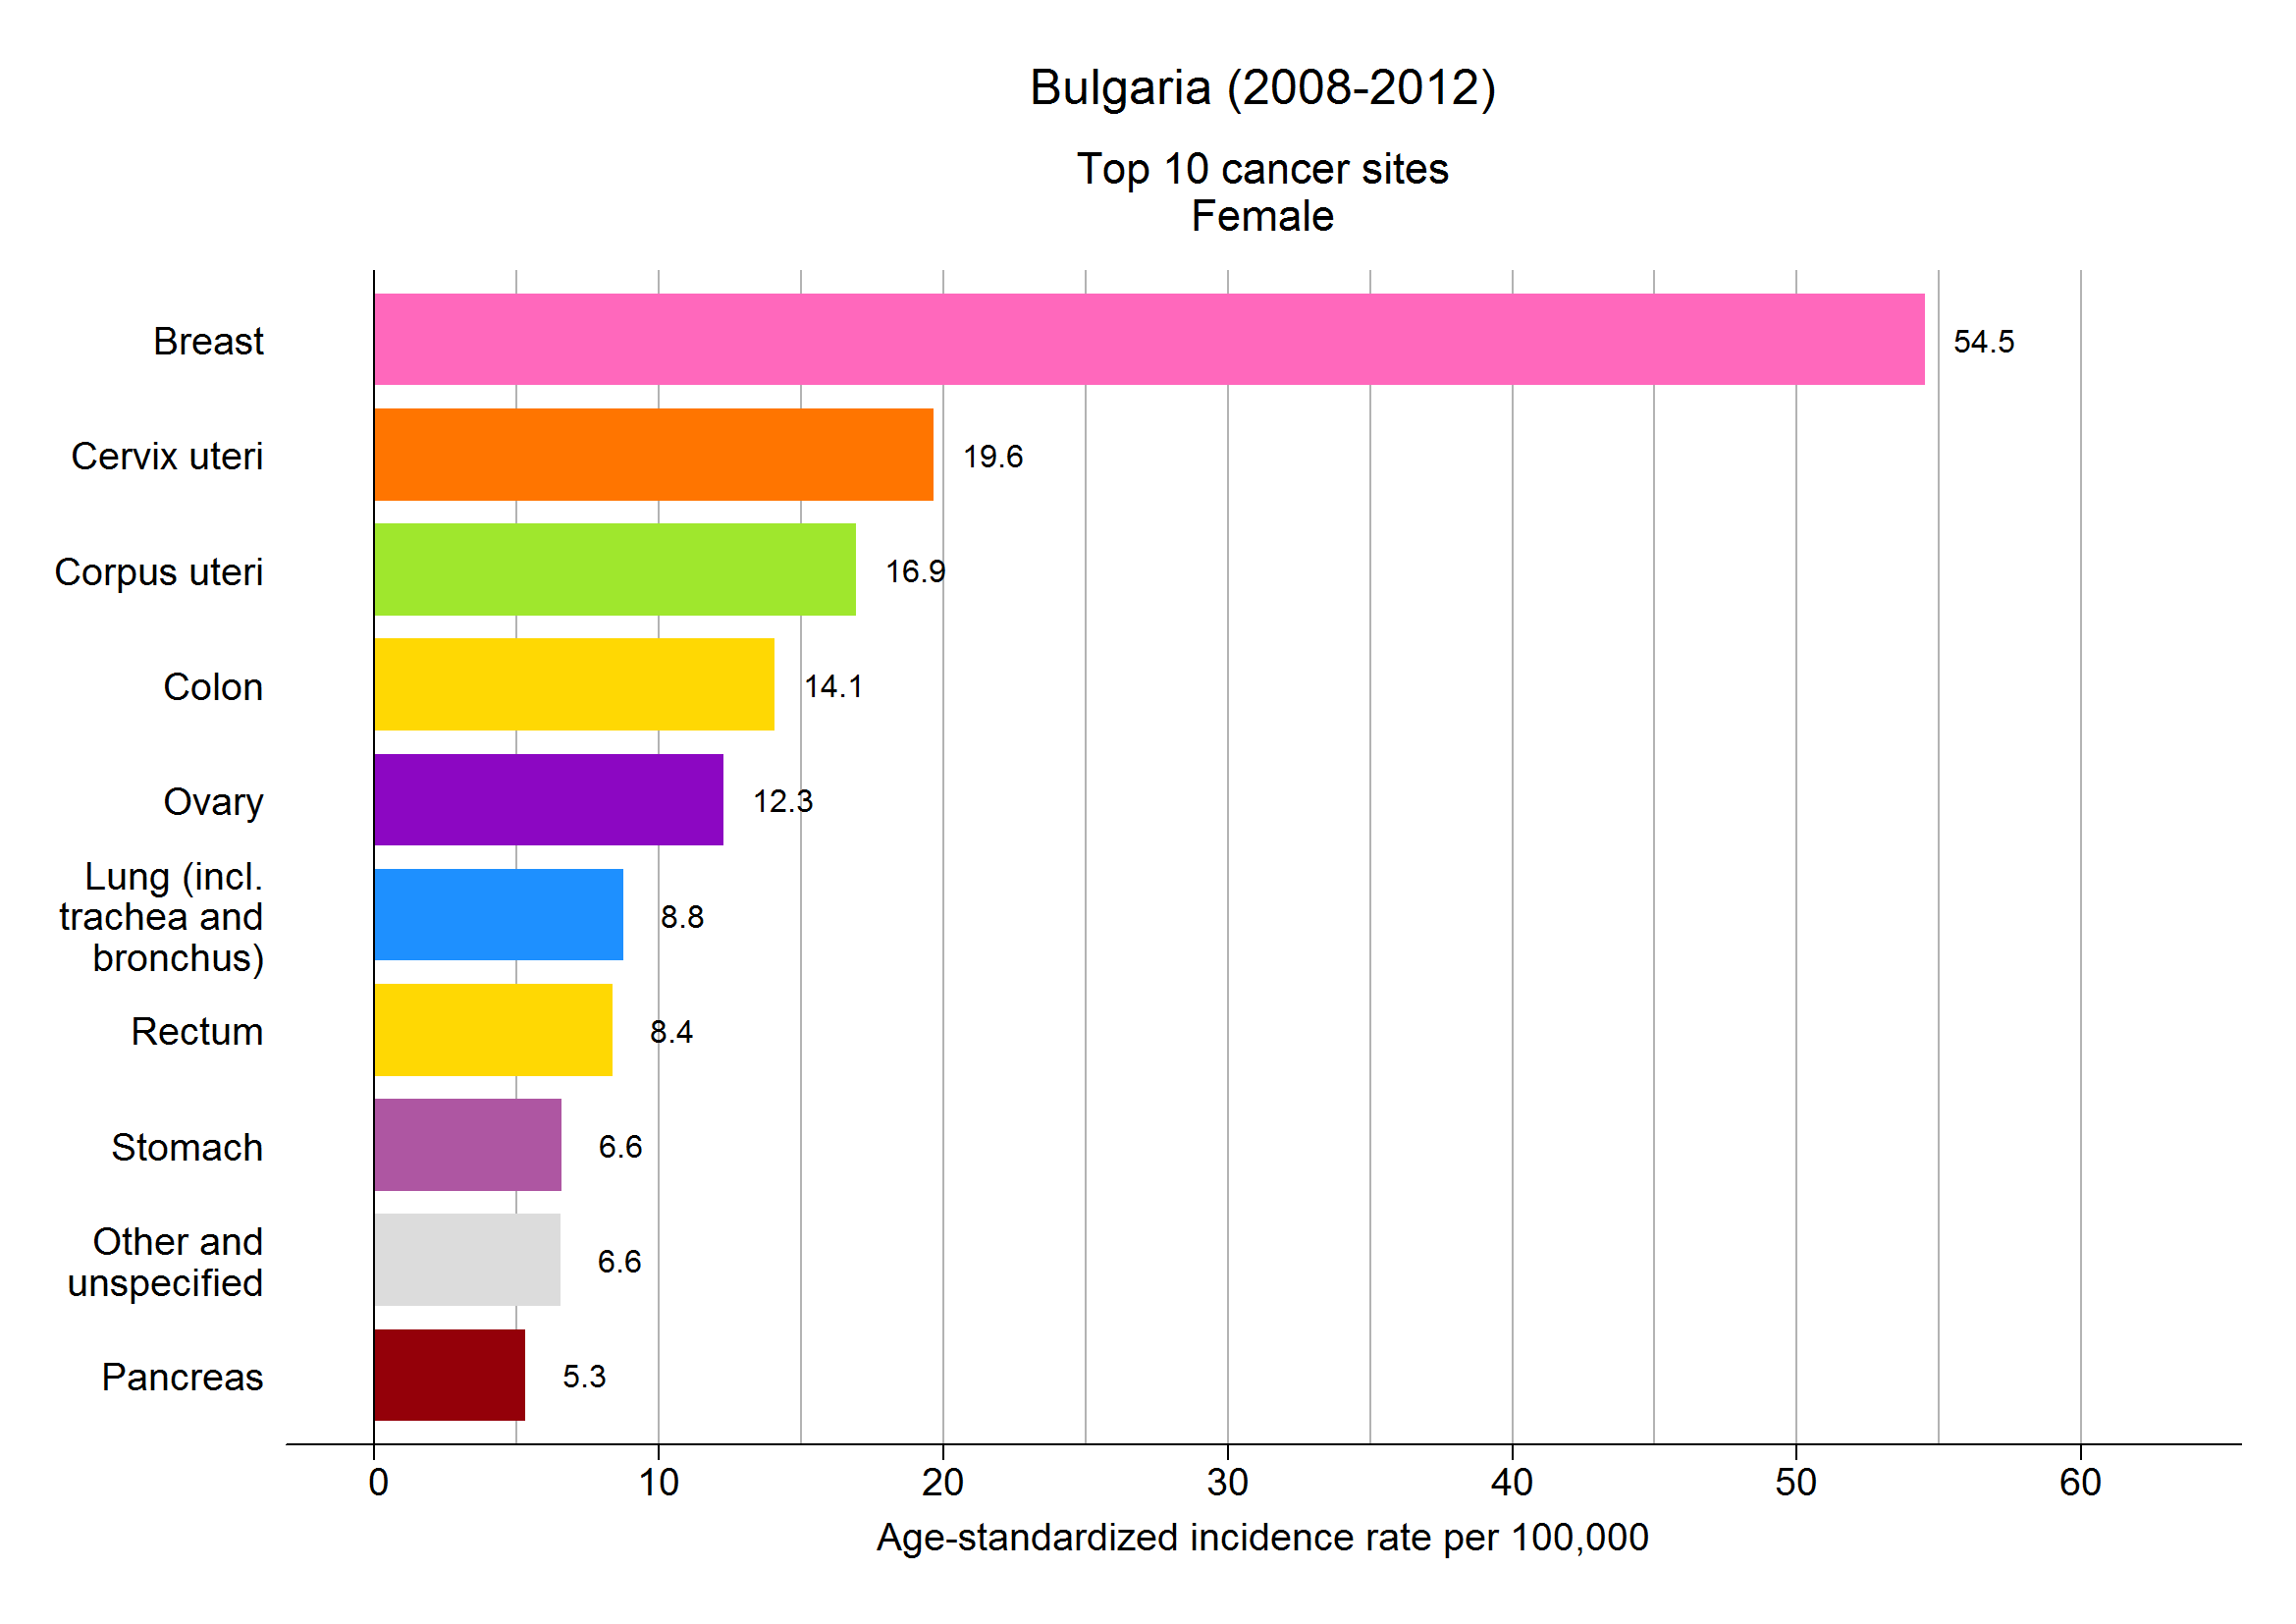 Bulgaria (2008-2012)
Top 10 cancer sites
Female
Breast
54.5
Cervix uteri
19.6
Corpus uteri
16.9
Colon
14.1
Ovary
12.3
Lung (incl.
trachea and
bronchus)
8.8
Rectum
8.4
Stomach
6.6
Other and
unspecified
6.6
Pancreas
5.3
0 10 20 30 40 50 60
Age-standardized incidence rate per 100,000